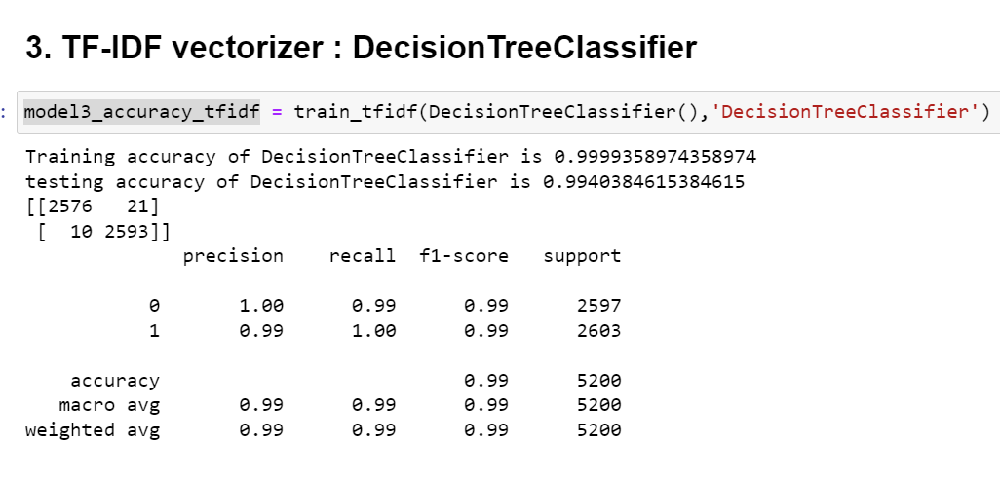 3. TF-IDF vectorizer : DecisionTreeClassifier
: model3_accuracy_tfidf = train_tfidf(DecisionTreeClassifier(),'DecisionTreeClassifier')
Training accuracy of DecisionTreeClassifier is 0.9999358974358974
testing accuracy of DecisionTreeClassifier is 0.9940384615384615
[[2576   21]
 [  10 2593]]
              precision    recall  f1-score   support
           0       1.00      0.99      0.99      2597
           1       0.99      1.00      0.99      2603
    accuracy                           0.99      5200
   macro avg       0.99      0.99      0.99      5200
weighted avg       0.99      0.99      0.99      5200